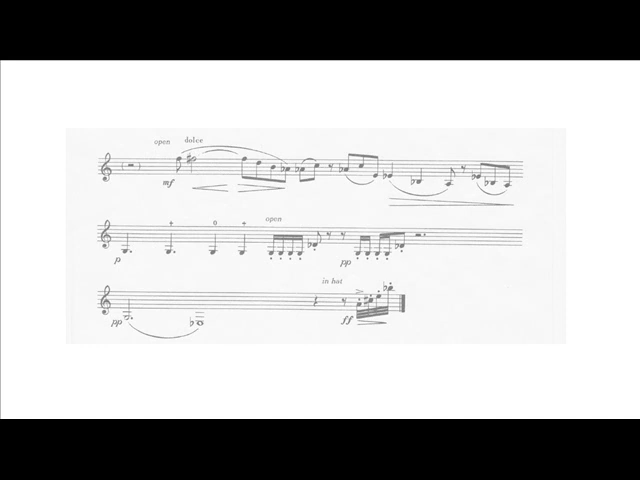 open dolce
mf
+ o + open
p pp
in hat
pp ff